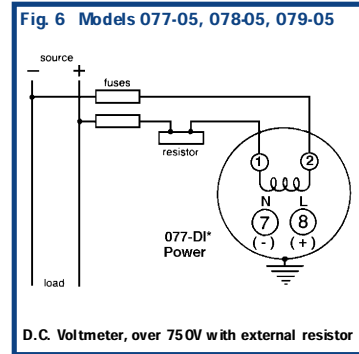 Fig. 6 Models 077-05, 078-05, 079-05
source
− +
fuses
resistor
1 2
N L
7 8
(-) (+)
077-DI*
Power
load
D.C. Voltmeter, over 750V with external resistor